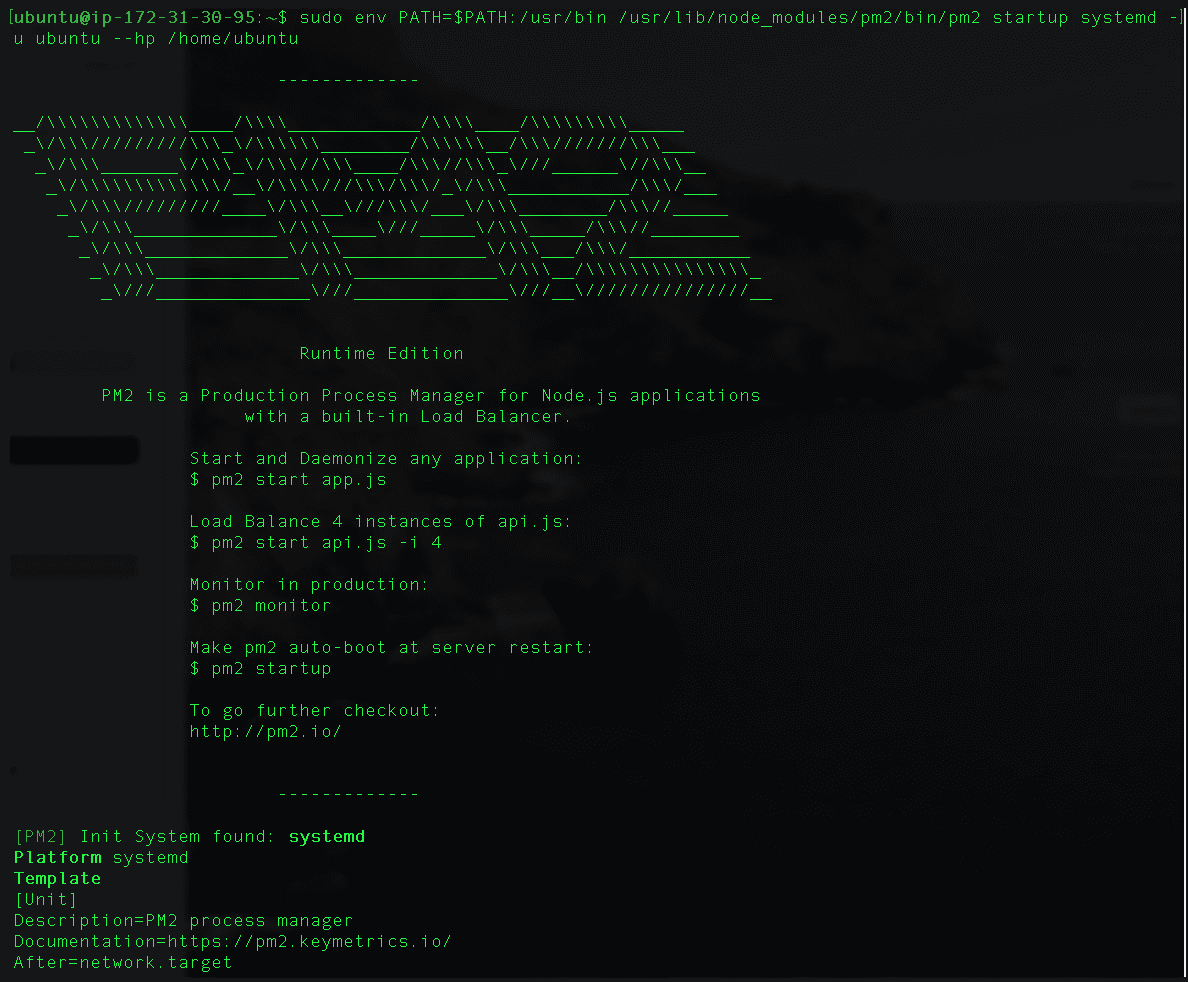 [ubuntu@ip-172-31-30-95:~$ sudo env PATH=$PATH:/usr/bin /usr/lib/node_modules/pm2/bin/pm2 startup systemd -]
u ubuntu --hp /home/ubuntu
                        -------------
__/\\\\\\\\\\\\\____/\\\\____________/\\\\____/\\\\\\\\\_____
 _\/\\\/////////\\\_\/\\\\\\________/\\\\\\__/\\\///////\\\___
  _\/\\\_______\/\\\_\/\\\//\\\____/\\\//\\\_\///______\//\\\__
   _\/\\\\\\\\\\\\\/__\/\\\\///\\\/\\\/_\/\\\___________/\\\/___
    _\/\\\/////////____\/\\\__\///\\\/___\/\\\________/\\\//_____
     _\/\\\_____________\/\\\____\///_____\/\\\_____/\\\//________
      _\/\\\_____________\/\\\_____________\/\\\___/\\\/___________
       _\/\\\_____________\/\\\_____________\/\\\__/\\\\\\\\\\\\\\\_
        _\///______________\///______________\///__\///////////////__
                          Runtime Edition
        PM2 is a Production Process Manager for Node.js applications
                     with a built-in Load Balancer.
                Start and Daemonize any application:
                $ pm2 start app.js
                Load Balance 4 instances of api.js:
                $ pm2 start api.js -i 4
                Monitor in production:
                $ pm2 monitor
                Make pm2 auto-boot at server restart:
                $ pm2 startup
                To go further checkout:
                http://pm2.io/
                        -------------
[PM2] Init System found: systemd
Platform systemd
Template
[Unit]
Description=PM2 process manager
Documentation=https://pm2.keymetrics.io/
After=network.target